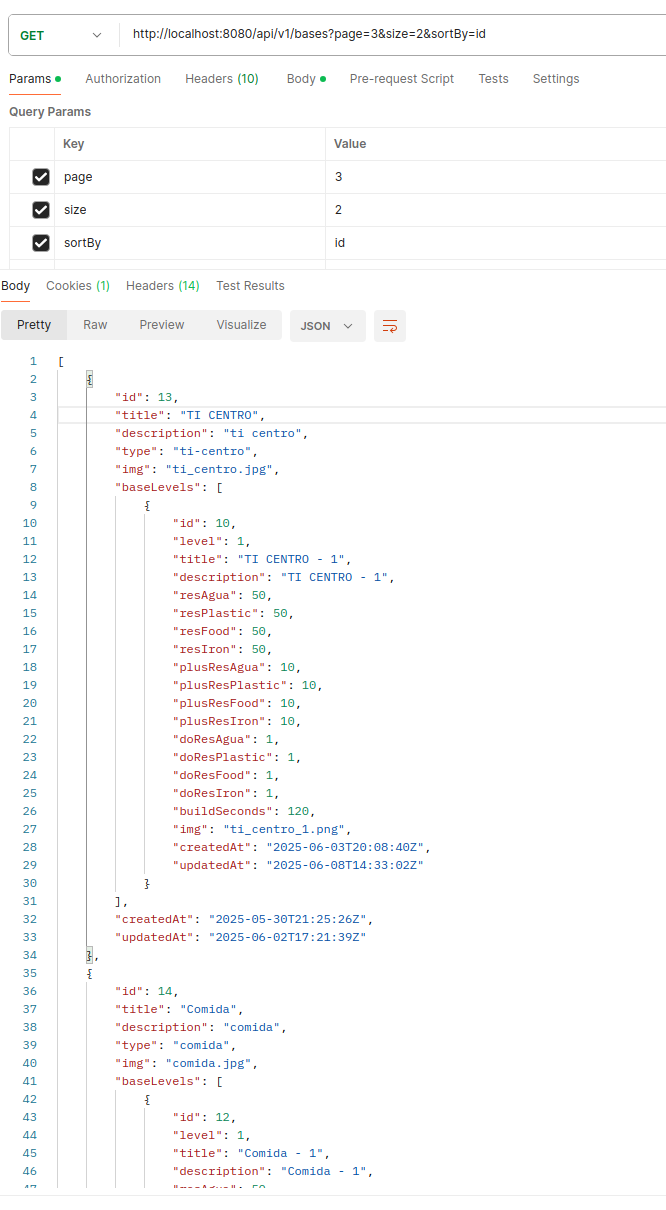 GET http://localhost:8080/api/v1/bases?page=3&size=2&sortBy=id
Params Authorization Headers (10) Body Pre-request Script Tests Settings
Query Params
Key Value
page 3
size 2
sortBy id
Body Cookies (1) Headers (14) Test Results
Pretty Raw Preview Visualize JSON
1 [
2 {
3 "id": 13,
4 "title": "TI CENTRO",
5 "description": "ti centro",
6 "type": "ti-centro",
7 "img": "ti_centro.jpg",
8 "baseLevels": [
9 {
10 "id": 10,
11 "level": 1,
12 "title": "TI CENTRO - 1",
13 "description": "TI CENTRO - 1",
14 "resAgua": 50,
15 "resPlastic": 50,
16 "resFood": 50,
17 "resIron": 50,
18 "plusResAgua": 10,
19 "plusResPlastic": 10,
20 "plusResFood": 10,
21 "plusResIron": 10,
22 "doResAgua": 1,
23 "doResPlastic": 1,
24 "doResFood": 1,
25 "doResIron": 1,
26 "buildSeconds": 120,
27 "img": "ti_centro_1.png",
28 "createdAt": "2025-06-03T20:08:40Z",
29 "updatedAt": "2025-06-08T14:33:02Z"
30 }
31 ],
32 "createdAt": "2025-05-30T21:25:26Z",
33 "updatedAt": "2025-06-02T17:21:39Z"
34 },
35 {
36 "id": 14,
37 "title": "Comida",
38 "description": "comida",
39 "type": "comida",
40 "img": "comida.jpg",
41 "baseLevels": [
42 {
43 "id": 12,
44 "level": 1,
45 "title": "Comida - 1",
46 "description": "Comida - 1",